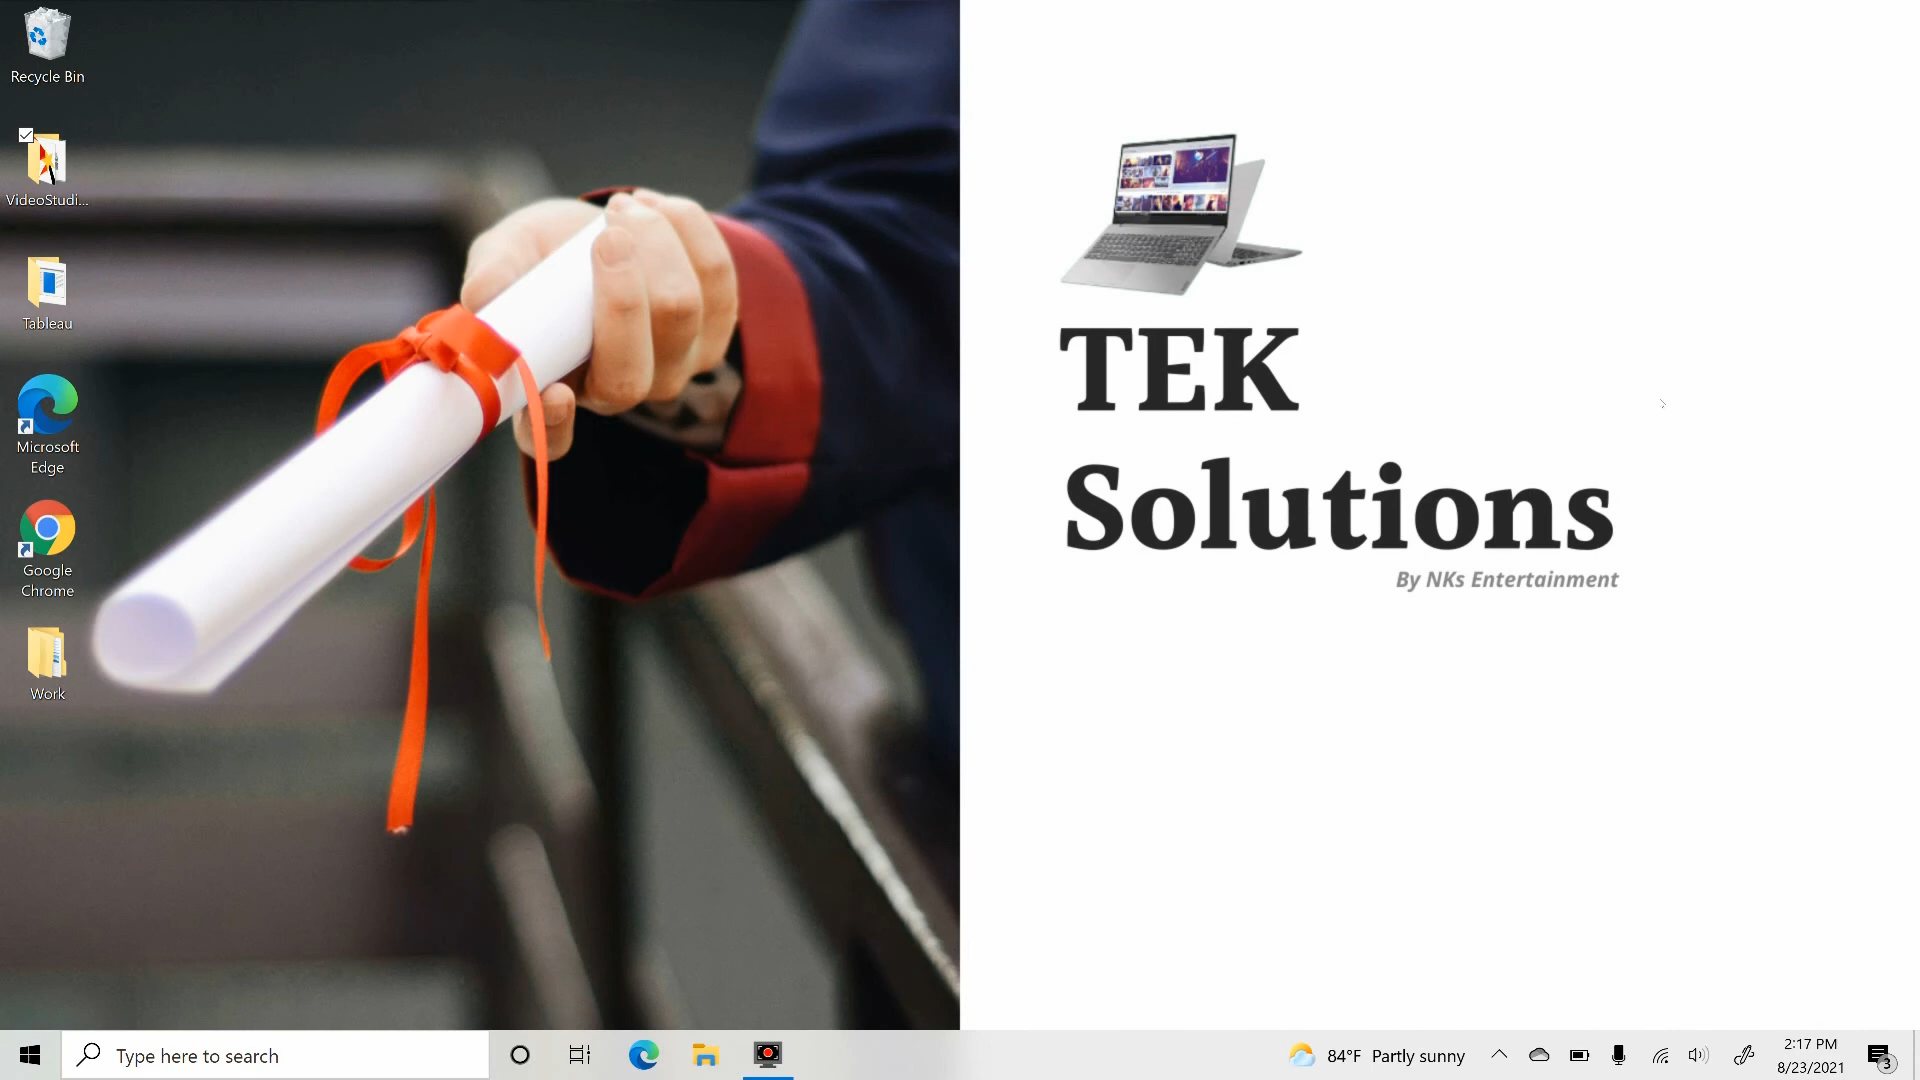 Recycle Bin
VideoStudi...
Tableau
Microsoft
Edge
Google
Chrome
Work
TEK
Solutions
By NKs Entertainment
Type here to search
84°F Partly sunny
2:17 PM
8/23/2021
3